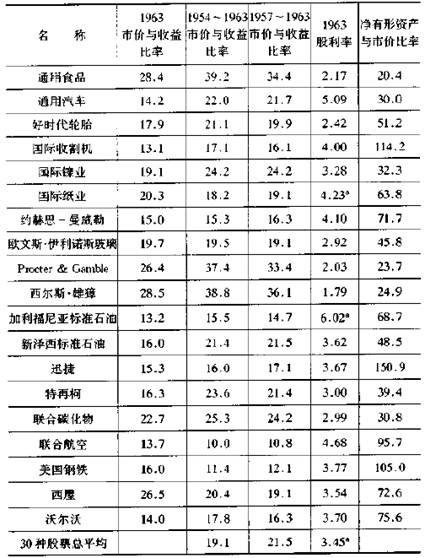 名 称 1963 市价与收益比率 1954~1963 市价与收益比率 1957~1963 市价与收益比率 1963 股利率 净有形资产与市价比率
通用食品 28.4 39.2 34.4 2.17 20.4
通用汽车 14.2 22.0 21.7 5.09 30.0
好时代轮胎 17.9 21.1 19.9 2.42 51.2
国际收割机 13.1 17.1 16.1 4.00 114.2
国际镍业 19.1 24.2 24.2 3.28 32.3
国际纸业 20.3 18.2 19.1 4.23a 63.8
约赫思-曼威勒 15.0 15.3 16.3 4.10 71.7
欧文斯·伊利诺斯玻璃 19.7 19.5 19.1 2.92 45.8
Procter & Gamble 26.4 37.4 33.4 2.03 23.7
西尔斯·雄獐 28.5 38.8 36.1 1.79 24.9
加利福尼亚标准石油 13.2 15.5 14.7 6.02a 68.7
新泽西标准石油 16.0 21.4 21.5 3.62 48.5
迅捷 15.3 16.0 17.1 3.67 150.9
特再柯 16.3 23.6 21.4 3.00 39.4
联合碳化物 22.7 25.3 24.2 2.99 30.8
联合航空 13.7 10.0 10.8 4.68 95.7
美国钢铁 16.0 11.4 12.1 3.77 105.0
西屋 26.5 20.4 19.1 3.54 72.6
沃尔沃 14.0 17.8 16.3 3.70 75.6
30种股票总平均 19.1 21.5 3.45a